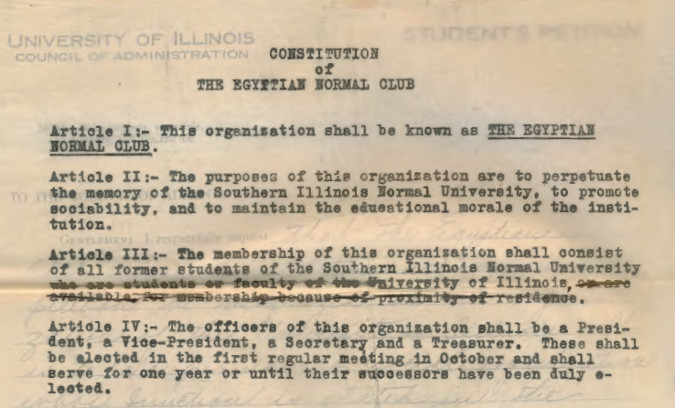 UNIVERSITY OF ILLINOIS
COUNCIL OF ADMINISTRATION
STUDENT'S PETITION
CONSTITUTION
of
THE EGYPTIAN NORMAL CLUB
Article I:- This organization shall be known as THE EGYPTIAN
NORMAL CLUB.
Article II:- The purposes of this organization are to perpetuate
the memory of the Southern Illinois Normal University, to promote
sociability, and to maintain the educational morale of the insti-
tution.
Article III:- The membership of this organization shall consist
of all former students of the Southern Illinois Normal University
who are students or faculty of the University of Illinois, or are
available for membership because of proximity of residence.
Article IV:- The officers of this organization shall be a Presi-
dent, a Vice-President, a Secretary and a Treasurer. These shall
be elected in the first regular meeting in October and shall
serve for one year or until their successors have been duly e-
lected.